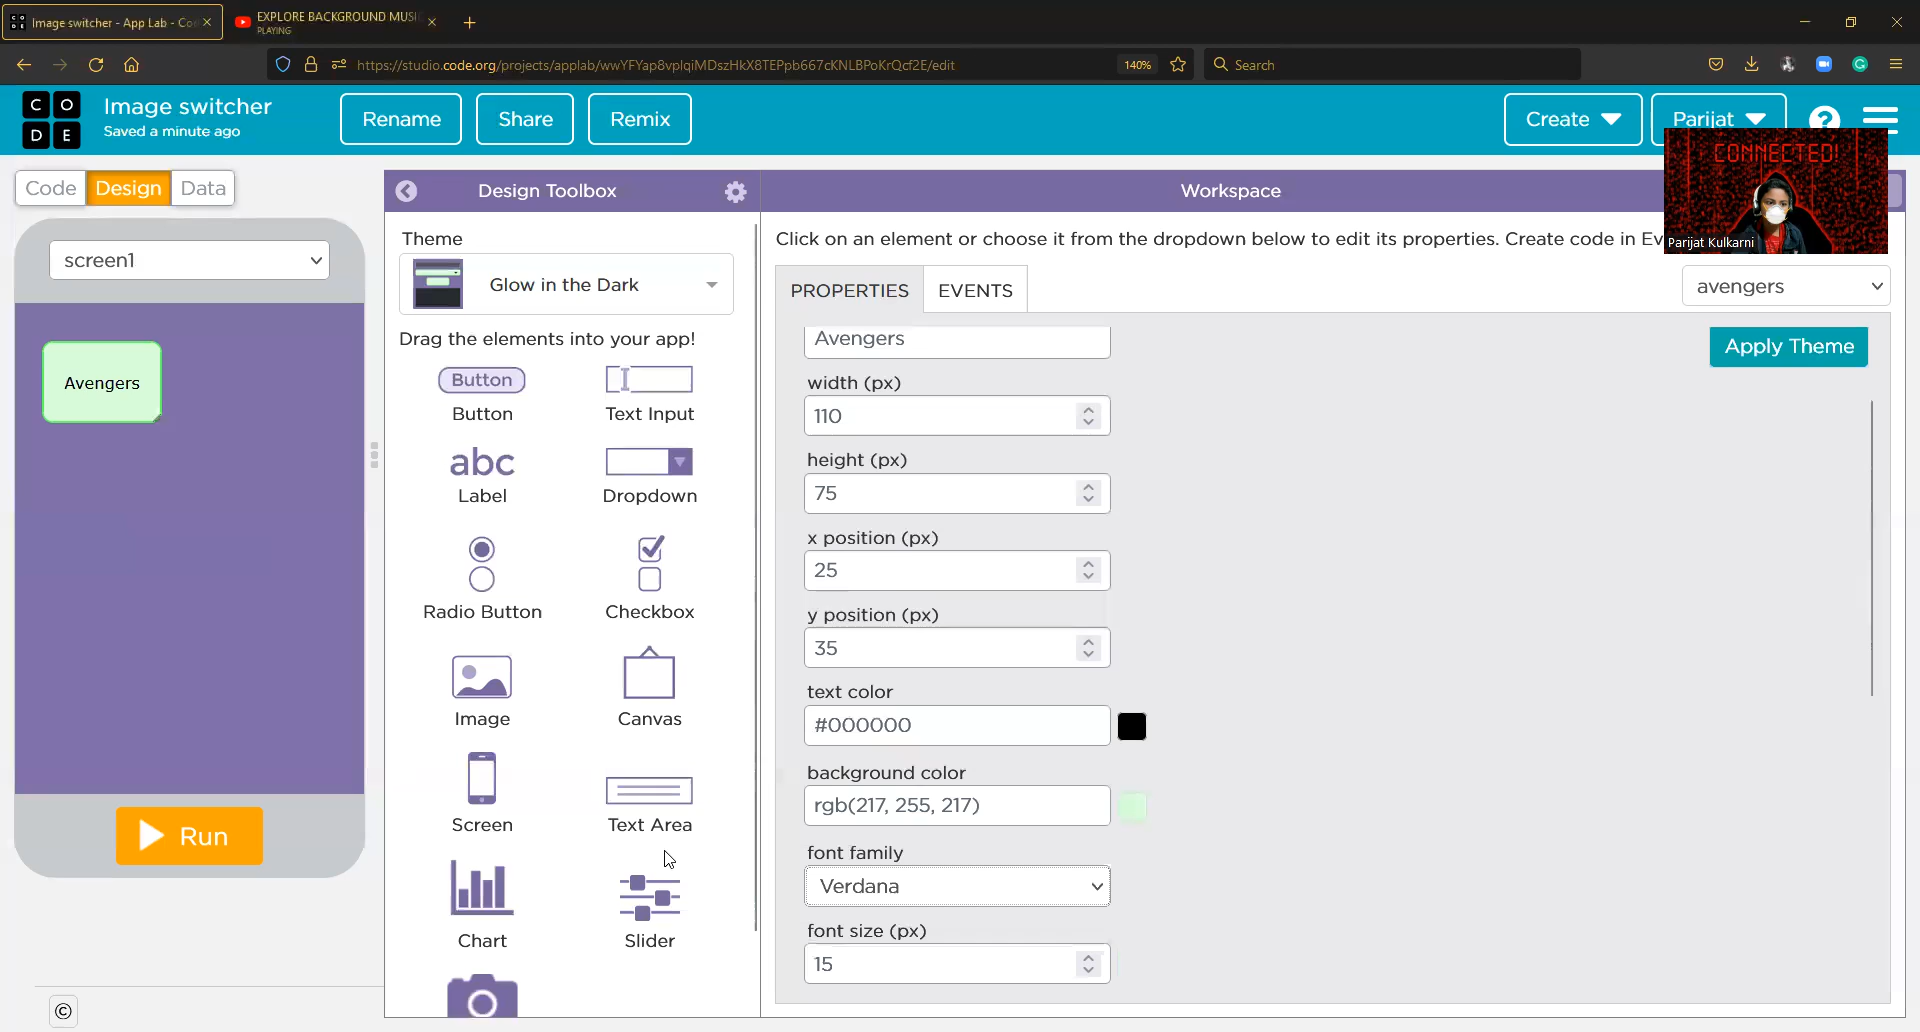 Image switcher - App Lab - Co
EXPLORE BACKGROUND MUSI
PLAYING
https://studio.code.org/projects/applab/wwYFYap8vplqiMDszHkX8TEPpb667cKNLBPoKrQcf2E/edit
140%
Search
C O
D E
Image switcher
Saved a minute ago
Rename
Share
Remix
Create
Parijat
?
CONNECTED!
Parijat Kulkarni
Code
Design
Data
Design Toolbox
Workspace
screen1
Avengers
Run
©
Theme
Glow in the Dark
Drag the elements into your app!
Button
Button
Text Input
abc
Label
Dropdown
Radio Button
Checkbox
Image
Canvas
Screen
Text Area
Chart
Slider
Click on an element or choose it from the dropdown below to edit its properties. Create code in Ev
PROPERTIES
EVENTS
avengers
Apply Theme
Avengers
width (px)
110
height (px)
75
x position (px)
25
y position (px)
35
text color
#000000
background color
rgb(217, 255, 217)
font family
Verdana
font size (px)
15